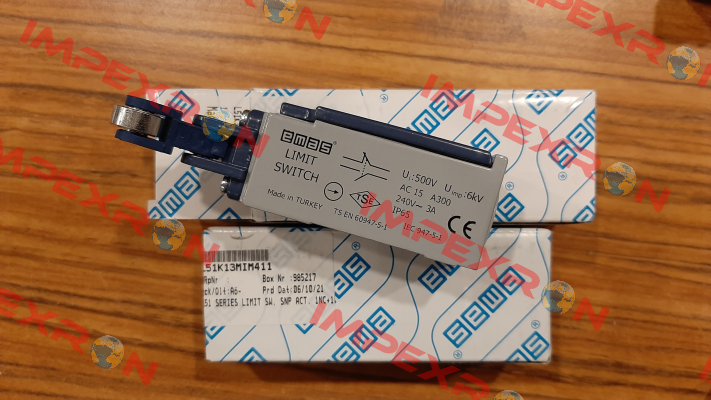 IMPEXRON
emas
LIMIT
SWITCH
Made in TURKEY
Ui:500V Uimp:6kV
AC 15 A300
240V~ 3A
IP65
TSE
TS EN 60947-5-1 IEC 947-5-1
CE
.51K13MIM411
Box Nr :985217
Prd Dat:06/10/21
SERIES LIMIT SW. SNP ACT. 1NC+1
emas